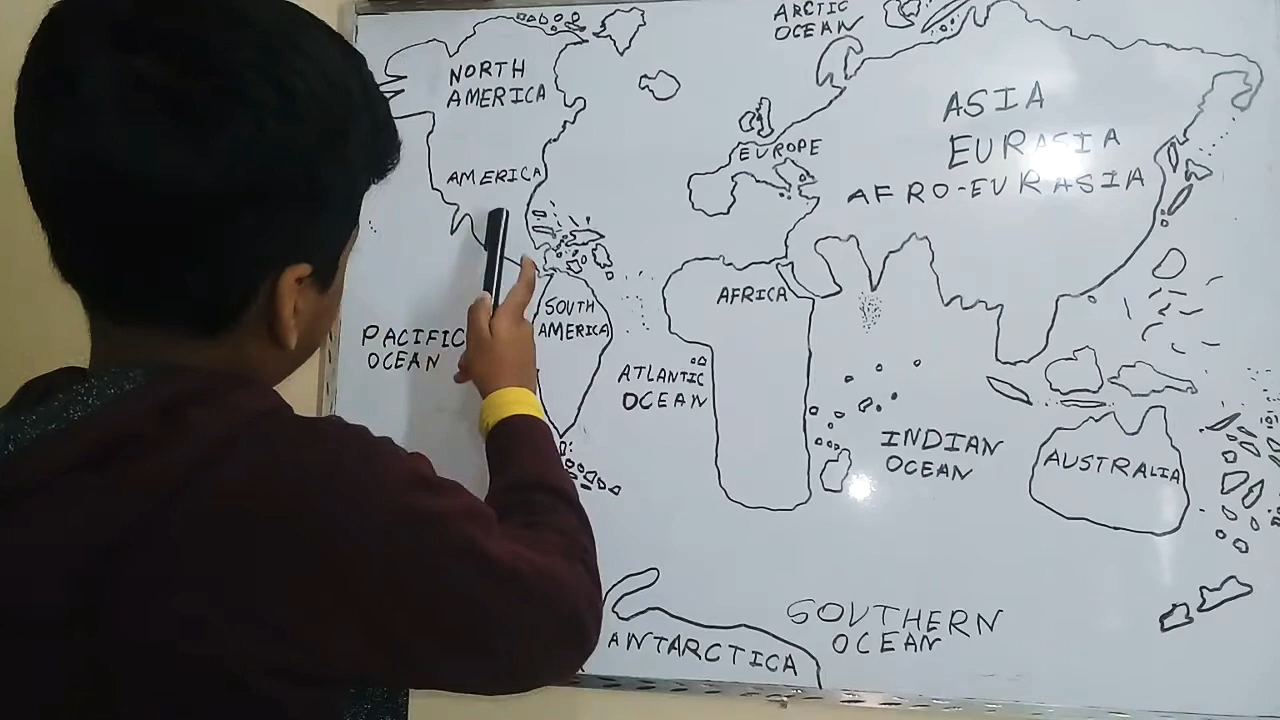 ARCTIC
OCEAN
NORTH
AMERICA
AMERICA
EUROPE
ASIA
EURASIA
AFRO-EURASIA
SOUTH
AMERICA
AFRICA
PACIFIC
OCEAN
ATLANTIC
OCEAN
INDIAN
OCEAN
AUSTRALIA
SOUTHERN
OCEAN
ANTARCTICA